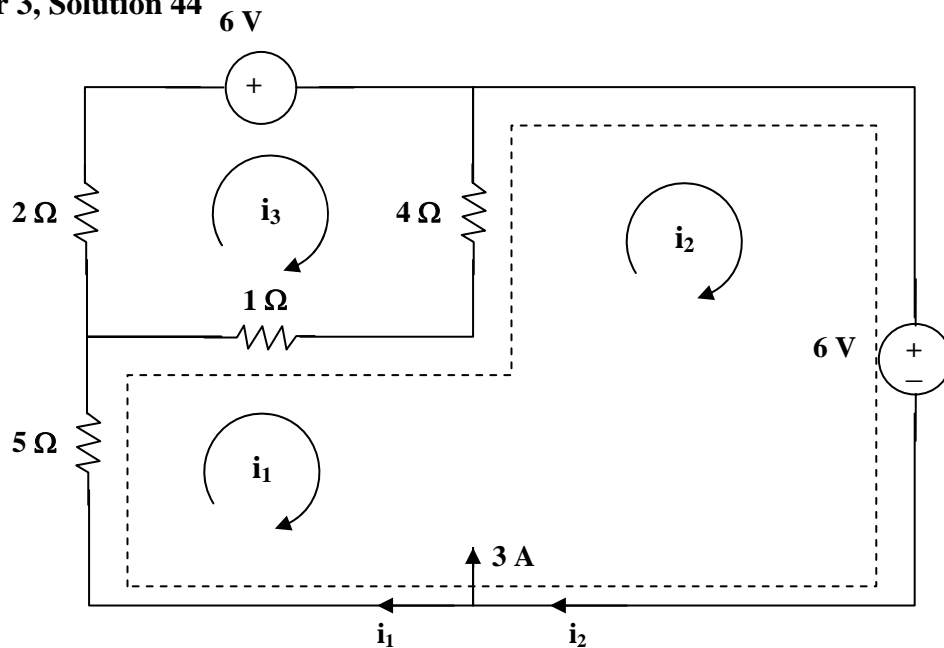 r 3, Solution 44
6 V
+
2 Ω
i3
4 Ω
i2
1 Ω
6 V
+
–
5 Ω
i1
3 A
i1
i2